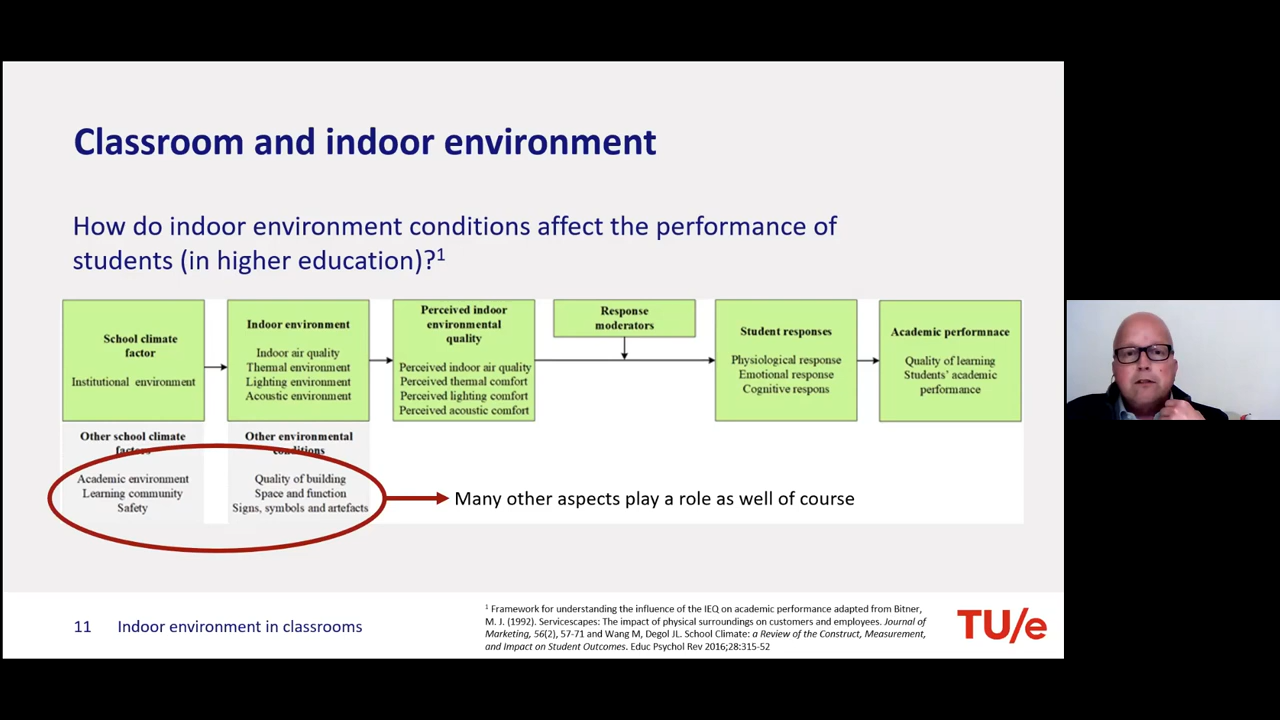 Classroom and indoor environment
How do indoor environment conditions affect the performance of
students (in higher education)?1
School climate
factor
Institutional environment
Indoor environment
Indoor air quality
Thermal environment
Lighting environment
Acoustic environment
Perceived indoor
environmental
quality
Perceived indoor air quality
Perceived thermal comfort
Perceived lighting comfort
Perceived acoustic comfort
Response
moderators
Student responses
Physiological response
Emotional response
Cognitive respons
Academic performnace
Quality of learning
Students' academic
performance
Other school climate
factors
Academic environment
Learning community
Safety
Other environmental
conditions
Quality of building
Space and function
Signs, symbols and artefacts
Many other aspects play a role as well of course
11 Indoor environment in classrooms
1 Framework for understanding the influence of the IEQ on academic performance adapted from Bitner,
M. J. (1992). Servicescapes: The impact of physical surroundings on customers and employees. Journal of
Marketing, 56(2), 57-71 and Wang M, Degol JL. School Climate: a Review of the Construct, Measurement,
and Impact on Student Outcomes. Educ Psychol Rev 2016;28:315-52
TU/e